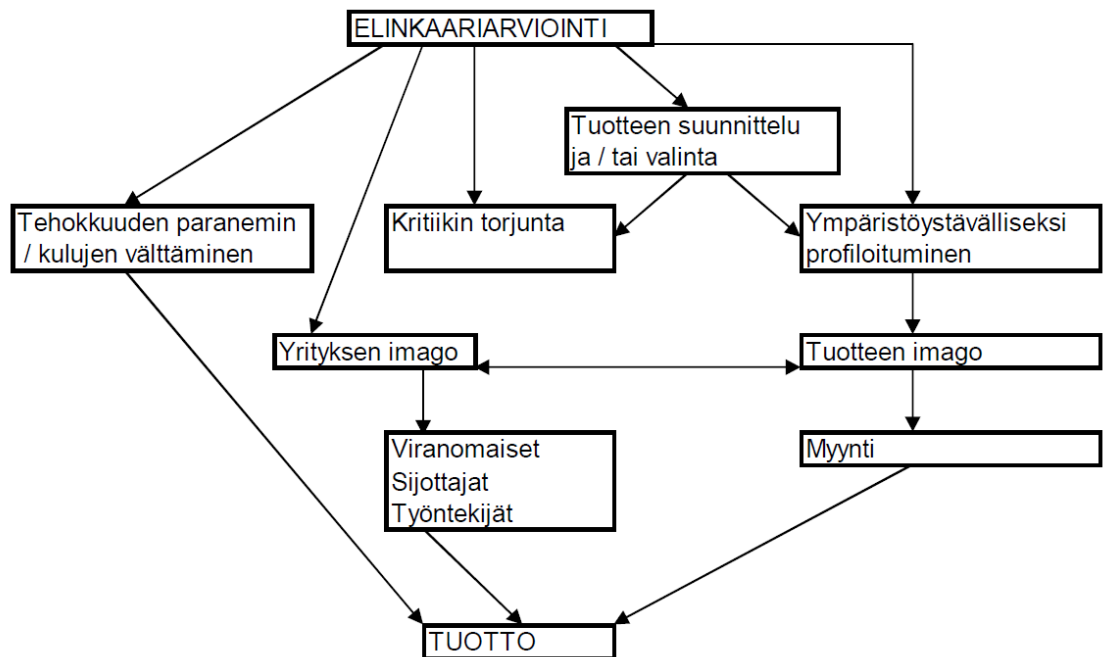 ELINKAARIARVIOINTI
Tuotteen suunnittelu
ja / tai valinta
Tehokkuuden paranemin
/ kulujen välttäminen
Kritiikin torjunta
Ympäristöystävälliseksi
profiloituminen
Yrityksen imago
Tuotteen imago
Viranomaiset
Sijottajat
Työntekijät
Myynti
TUOTTO